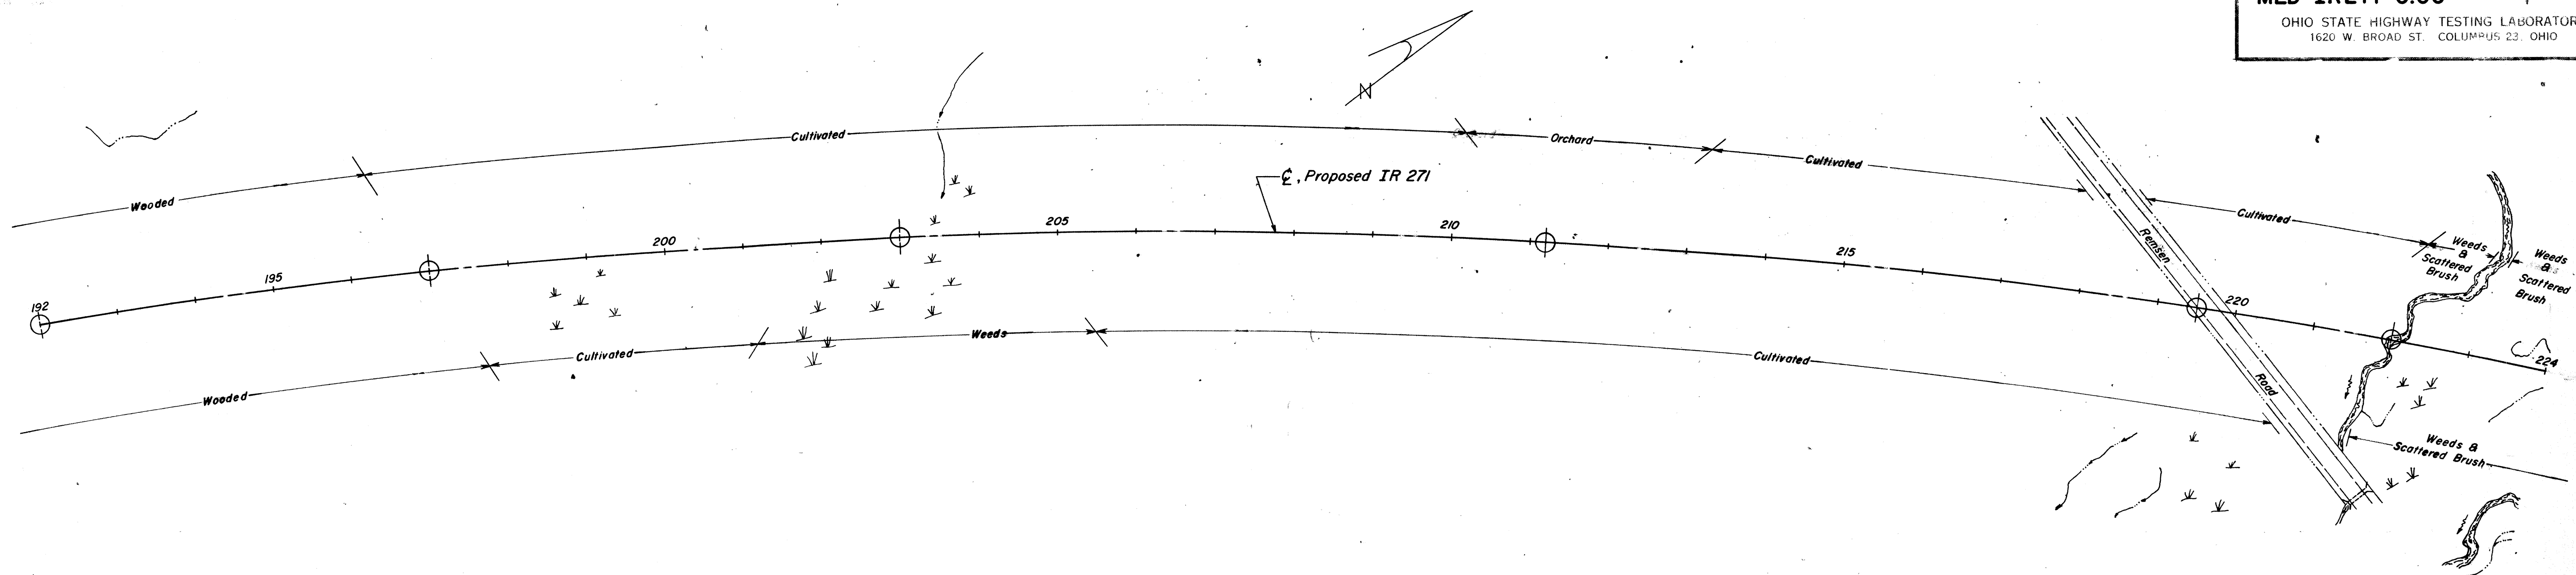 OHIO STATE HIGHWAY TESTING LABORATOR
1620 W. BROAD ST. COLUMBUS 23, OHIO
N
Cultivated
Orchard
Cultivated
Wooded
℄, Proposed IR 271
Cultivated
192
195
200
205
210
215
220
224
Remsen
Road
Weeds
&
Scattered
Brush
Weeds
&
Scattered
Brush
Wooded
Cultivated
Weeds
Cultivated
Weeds &
Scattered Brush